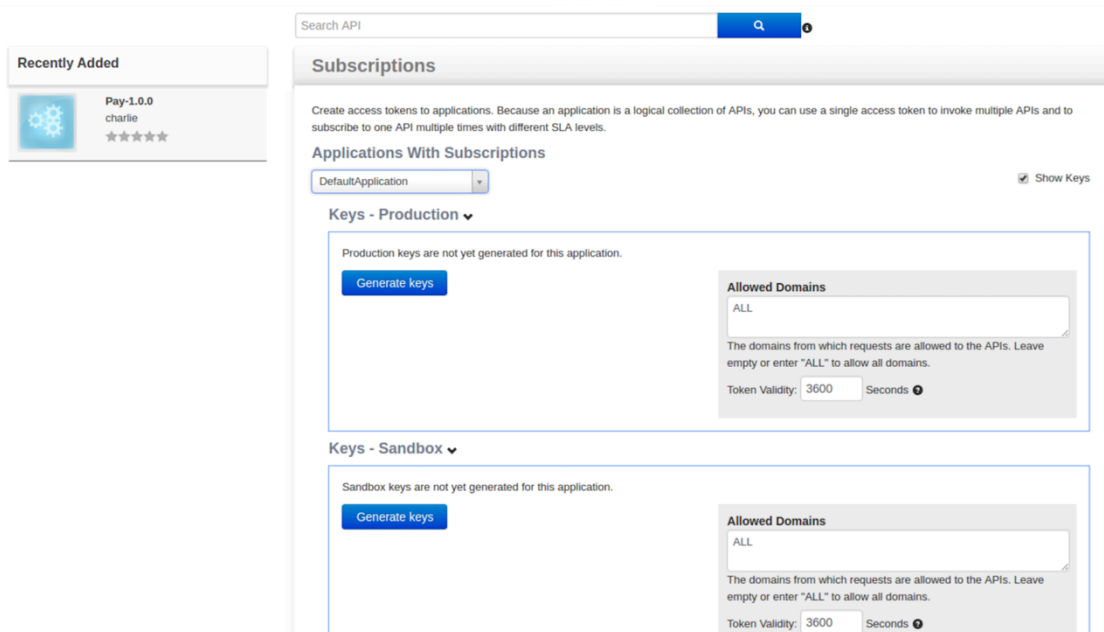 Search API
Recently Added
Pay-1.0.0
charlie
Subscriptions
Create access tokens to applications. Because an application is a logical collection of APIs, you can use a single access token to invoke multiple APIs and to
subscribe to one API multiple times with different SLA levels.
Applications With Subscriptions
DefaultApplication
Show Keys
Keys - Production
Production keys are not yet generated for this application.
Generate keys
Allowed Domains
ALL
The domains from which requests are allowed to the APIs. Leave
empty or enter "ALL" to allow all domains.
Token Validity: 3600 Seconds
Keys - Sandbox
Sandbox keys are not yet generated for this application.
Generate keys
Allowed Domains
ALL
The domains from which requests are allowed to the APIs. Leave
empty or enter "ALL" to allow all domains.
Token Validity: 3600 Seconds